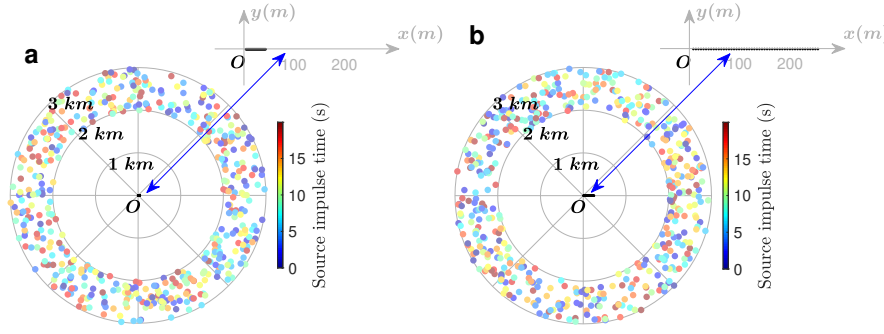 a
y(m)
x(m)
O
100 200
3 km
2 km
1 km
O
15
10
5
0
Source impulse time (s)
b
y(m)
x(m)
O
100 200
3 km
2 km
1 km
O
15
10
5
0
Source impulse time (s)